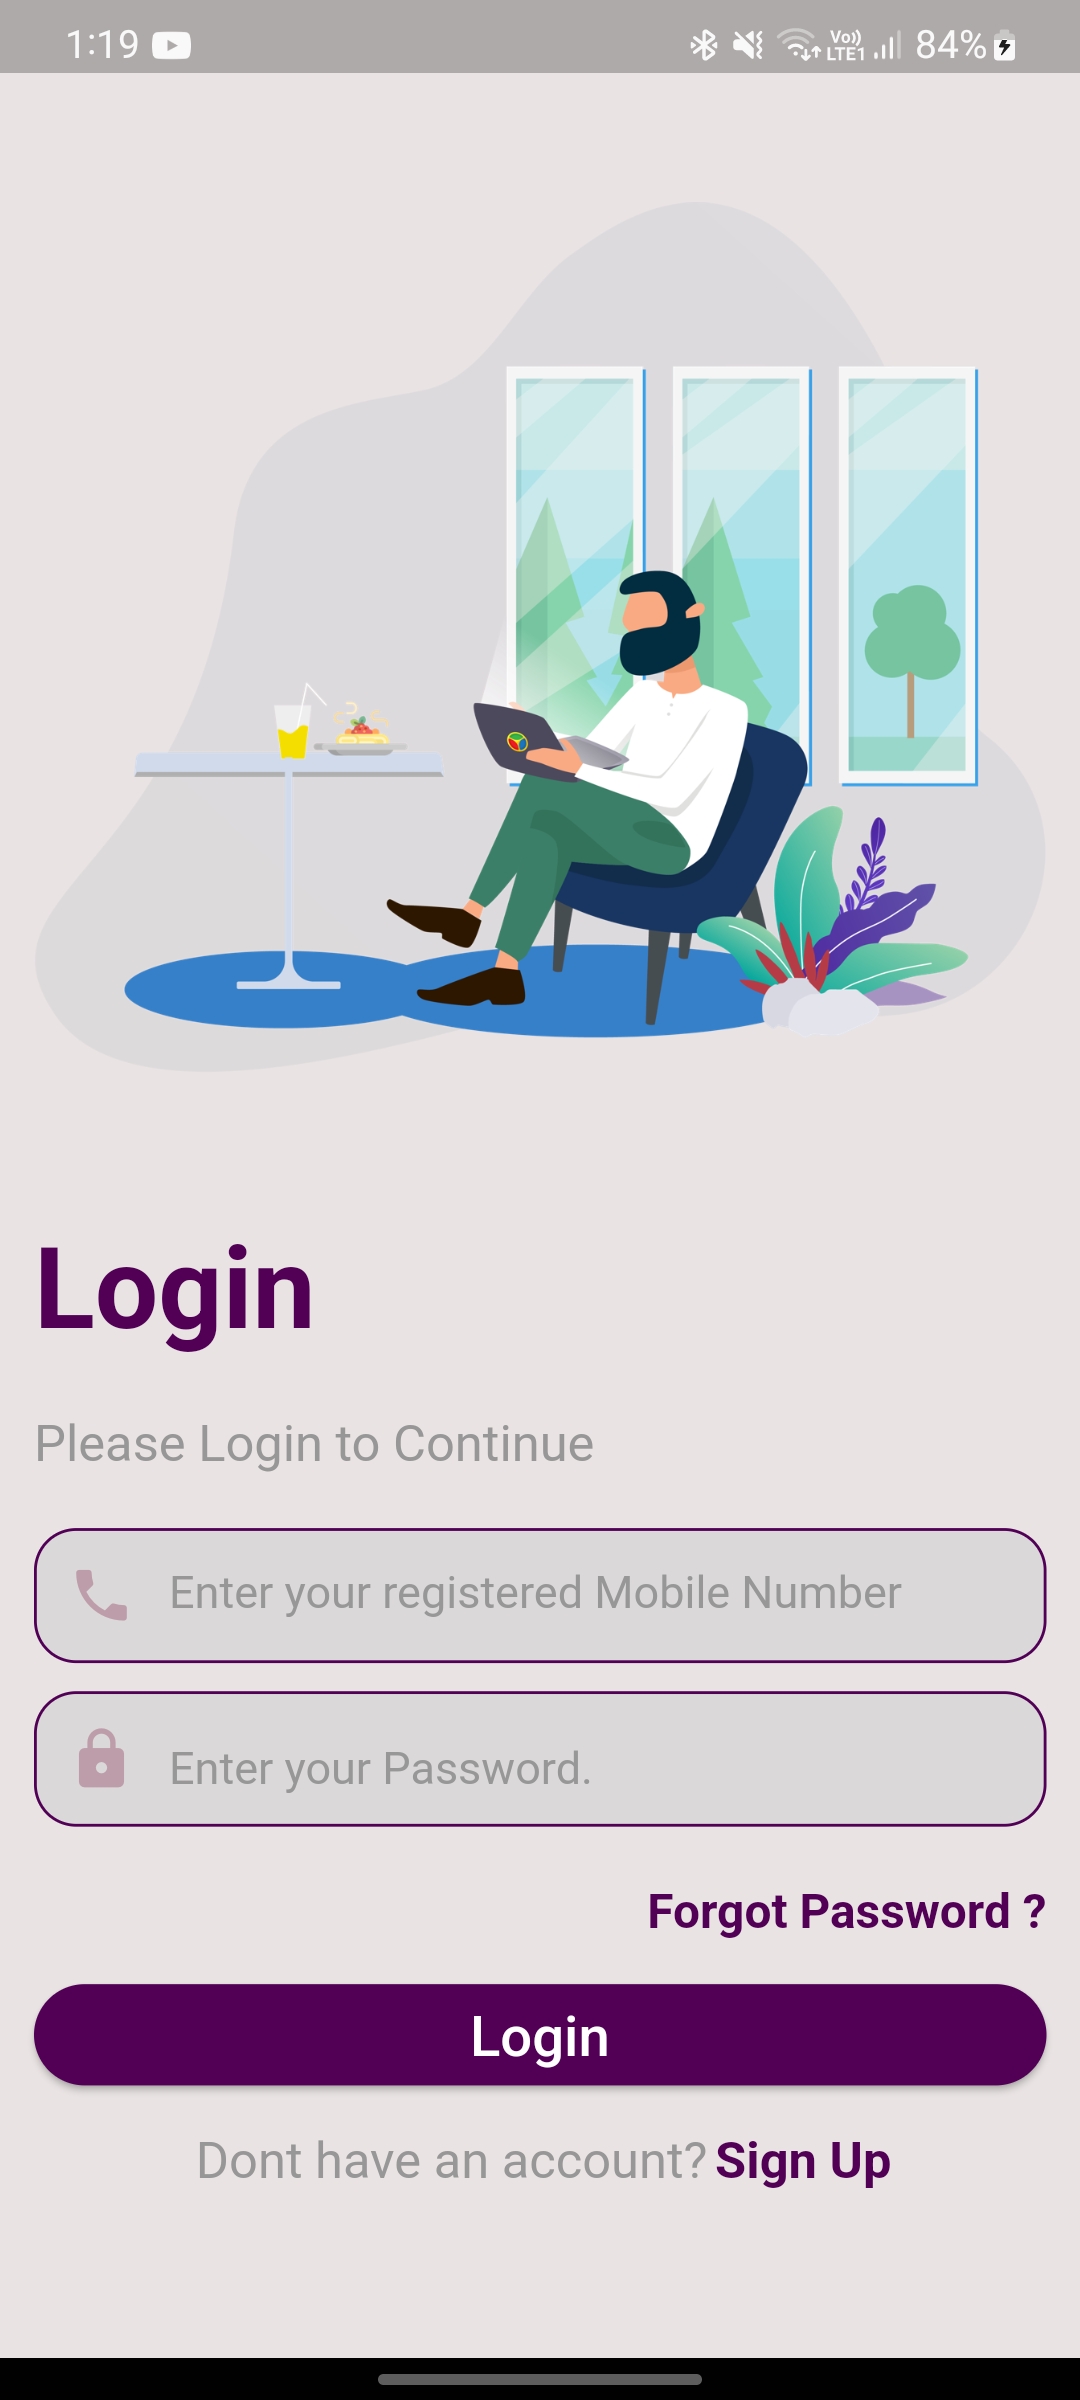 1:19
Vo)) LTE1 84%
Login
Please Login to Continue
Enter your registered Mobile Number
Enter your Password.
Forgot Password ?
Login
Dont have an account? Sign Up